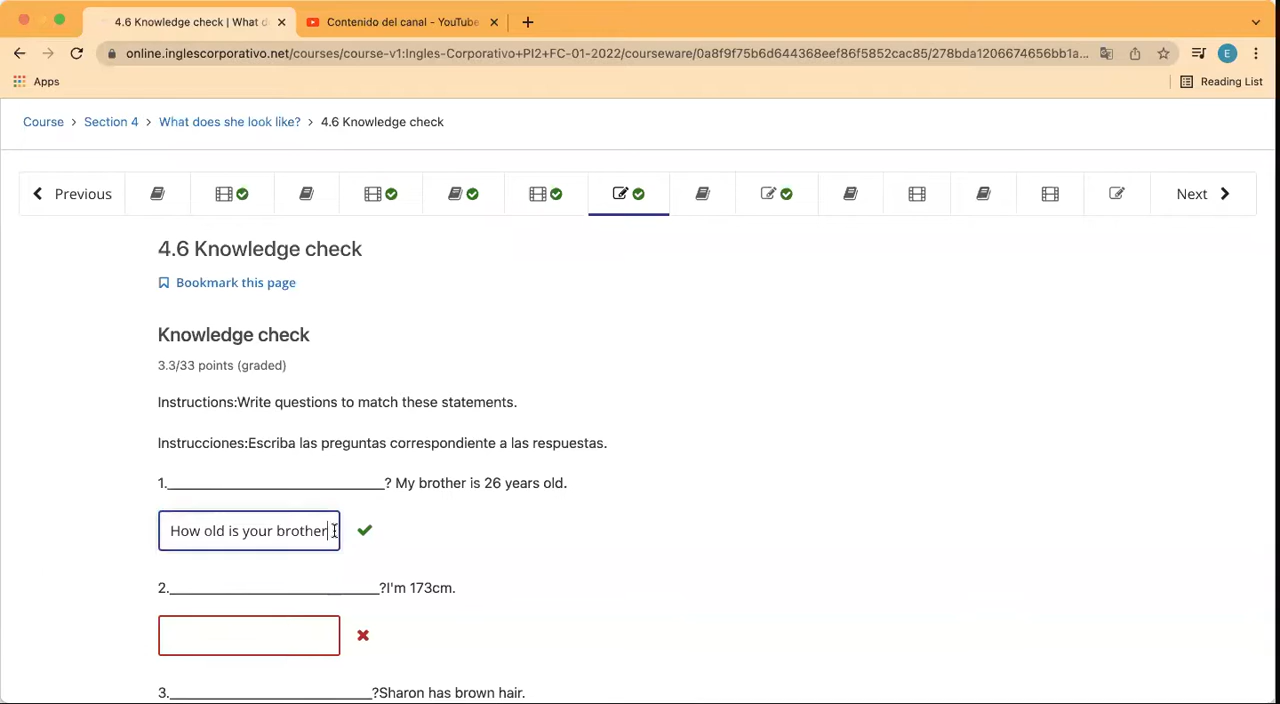 4.6 Knowledge check | What d
Contenido del canal - YouTube
online.inglescorporativo.net/courses/course-v1:Ingles-Corporativo+PI2+FC-01-2022/courseware/0a8f9f75b6d644368eef86f5852cac85/278bda1206674656bb1a...
E
Apps
Reading List
Course > Section 4 > What does she look like? > 4.6 Knowledge check
Previous
Next
4.6 Knowledge check
Bookmark this page
Knowledge check
3.3/33 points (graded)
Instructions:Write questions to match these statements.
Instrucciones:Escriba las preguntas correspondiente a las respuestas.
1.____________________________? My brother is 26 years old.
How old is your brother
2.___________________________?I'm 173cm.
3.__________________________?Sharon has brown hair.